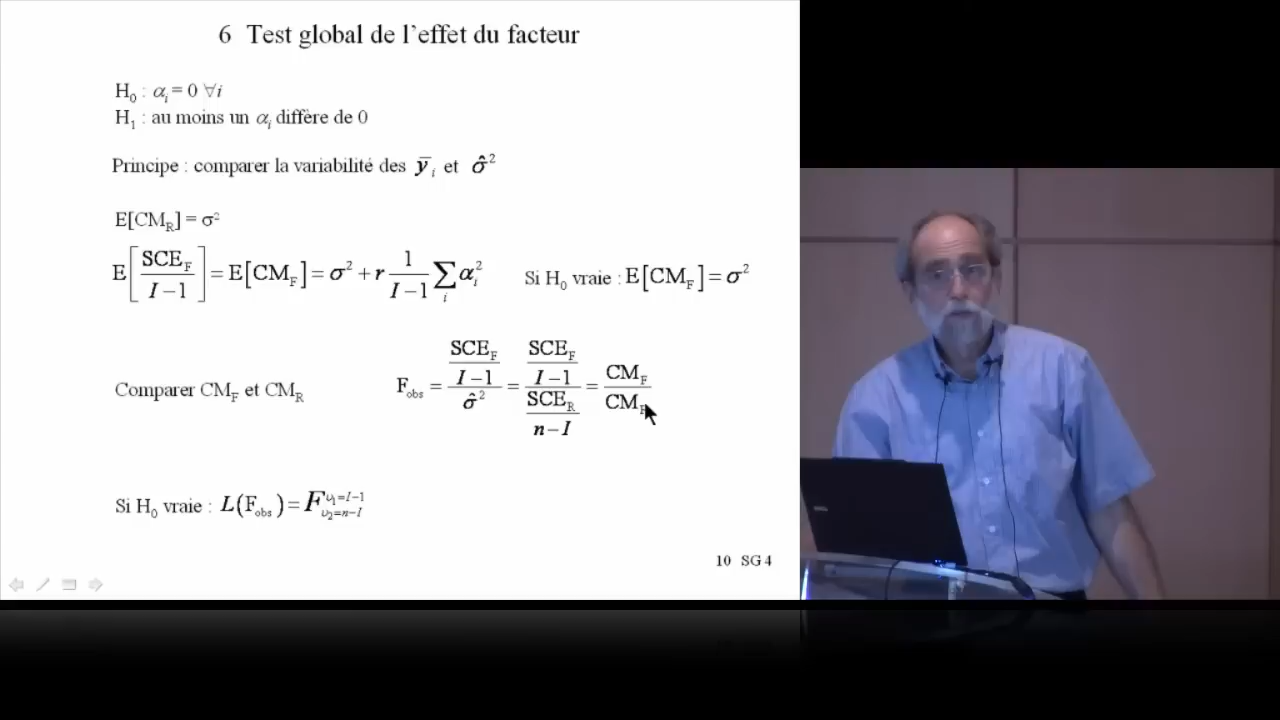 6 Test global de l'effet du facteur
H₀ : αᵢ = 0 ∀i
H₁ : au moins un αᵢ diffère de 0
Principe : comparer la variabilité des ȳᵢ et σ̂²
E[CM_R] = σ²
E[SCE_F / (I−1)] = E[CM_F] = σ² + r 1/(I−1) ∑ᵢ αᵢ² Si H₀ vraie : E[CM_F] = σ²
Comparer CM_F et CM_R F_obs = (SCE_F / (I−1)) / σ̂² = (SCE_F / (I−1)) / (SCE_R / (n−I)) = CM_F / CM_R
Si H₀ vraie : L(F_obs) = F^{υ₁=I−1}_{υ₂=n−I}
10 SG 4